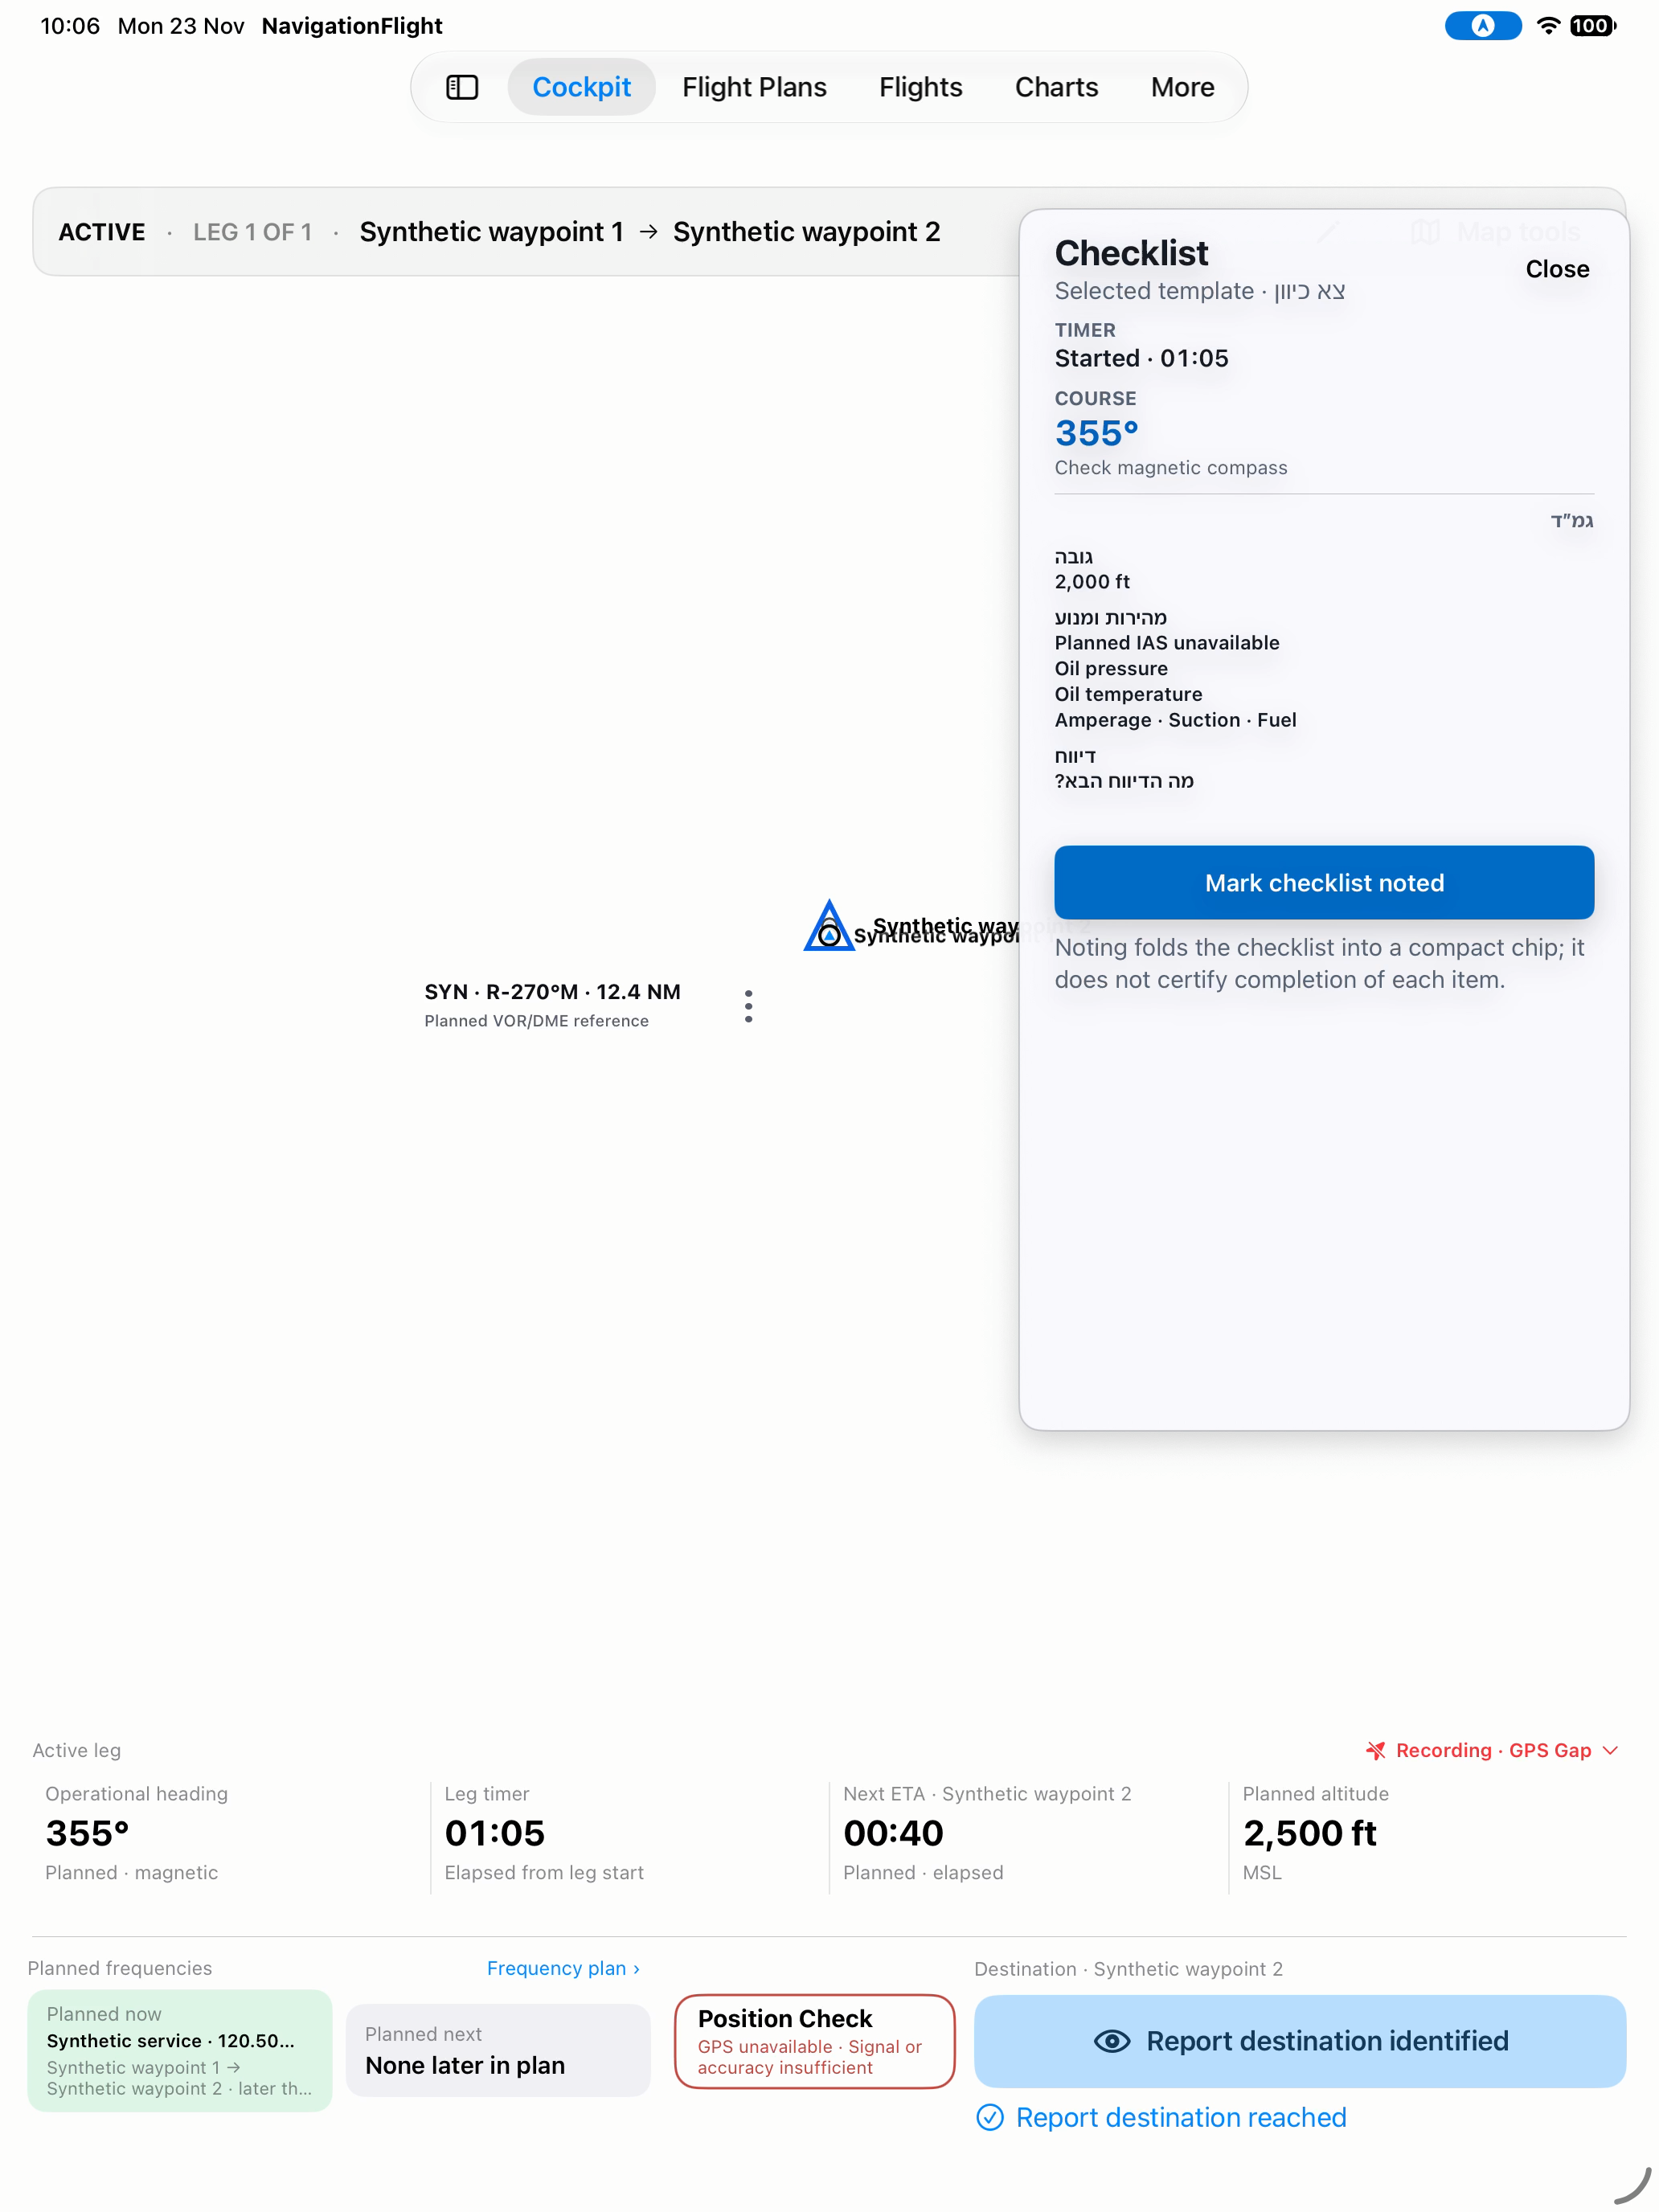 10:06 Mon 23 Nov NavigationFlight
100
Cockpit Flight Plans Flights Charts More
ACTIVE · LEG 1 OF 1 · Synthetic waypoint 1 → Synthetic waypoint 2
Map tools
Checklist
Close
Selected template · צא כיוון
TIMER
Started · 01:05
COURSE
355°
Check magnetic compass
גמ״ד
גובה
2,000 ft
מהירות ומנוע
Planned IAS unavailable
Oil pressure
Oil temperature
Amperage · Suction · Fuel
דיווח
מה הדיווח הבא?
Mark checklist noted
Noting folds the checklist into a compact chip; it
does not certify completion of each item.
Synthetic waypoint 2
Synthetic waypoi
SYN · R-270°M · 12.4 NM
Planned VOR/DME reference
Active leg
Recording · GPS Gap
Operational heading
355°
Planned · magnetic
Leg timer
01:05
Elapsed from leg start
Next ETA · Synthetic waypoint 2
00:40
Planned · elapsed
Planned altitude
2,500 ft
MSL
Planned frequencies
Frequency plan ›
Planned now
Synthetic service · 120.50...
Synthetic waypoint 1 →
Synthetic waypoint 2 · later th...
Planned next
None later in plan
Position Check
GPS unavailable · Signal or
accuracy insufficient
Destination · Synthetic waypoint 2
Report destination identified
Report destination reached